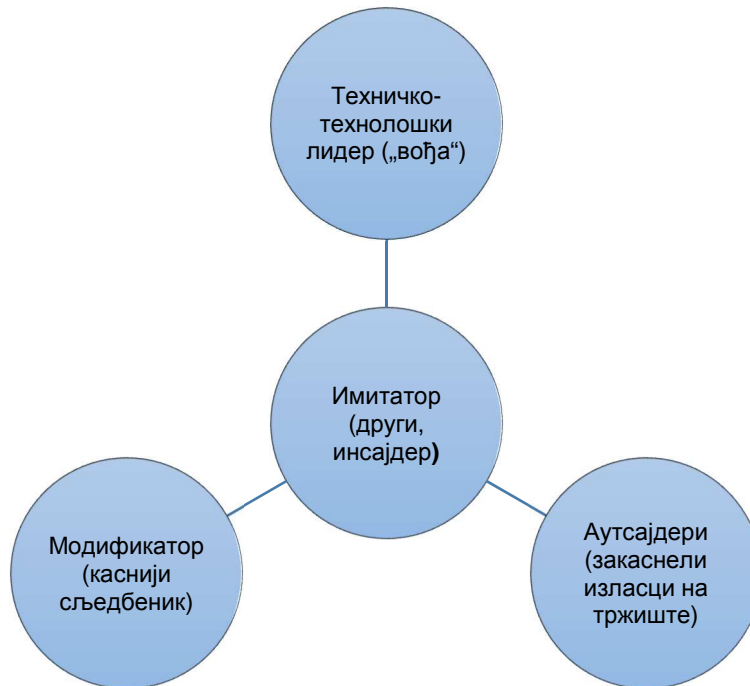 Техничко-
технолошки
лидер („вођа“)
Имитатор
(други,
инсајдер)
Модификатор
(каснији
сљедбеник)
Аутсајдери
(закаснели
изласци на
тржиште)